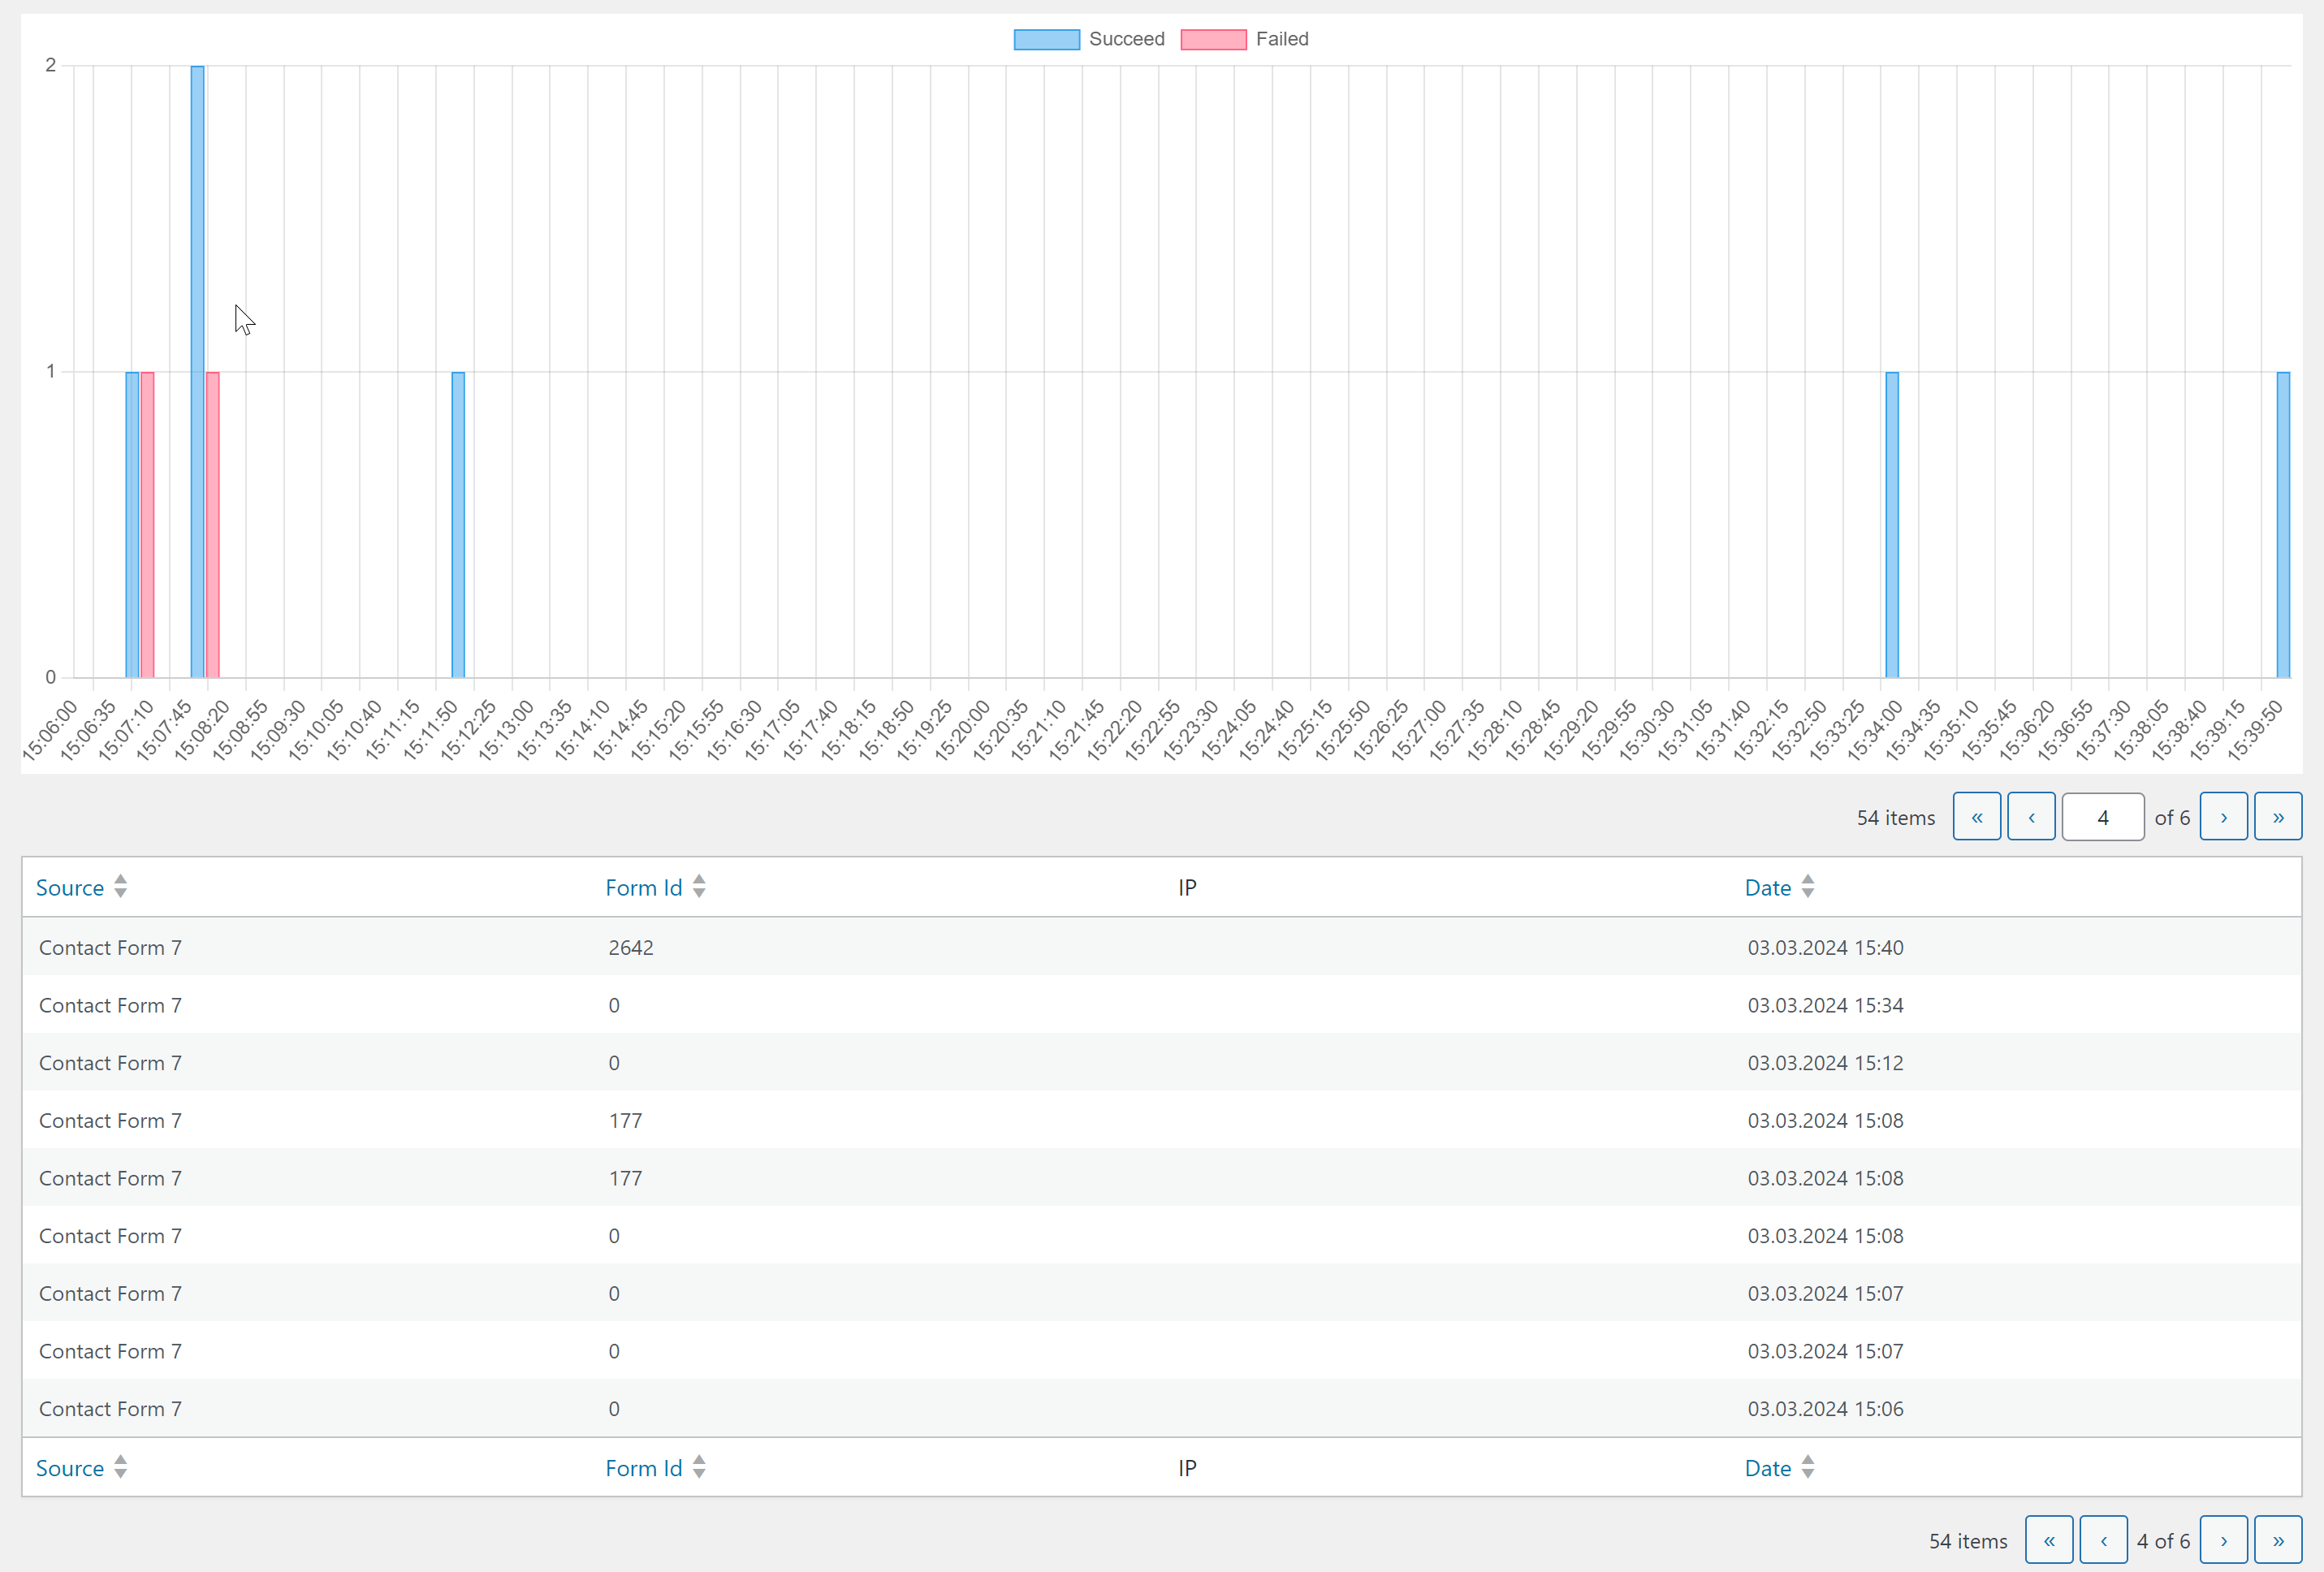 Succeed Failed
2
1
0
15:06:00 15:06:35 15:07:10 15:07:45 15:08:20 15:08:55 15:09:30 15:10:05 15:10:40 15:11:15 15:11:50 15:12:25 15:13:00 15:13:35 15:14:10 15:14:45 15:15:20 15:15:55 15:16:30 15:17:05 15:17:40 15:18:15 15:18:50 15:19:25 15:20:00 15:20:35 15:21:10 15:21:45 15:22:20 15:22:55 15:23:30 15:24:05 15:24:40 15:25:15 15:25:50 15:26:25 15:27:00 15:27:35 15:28:10 15:28:45 15:29:20 15:29:55 15:30:30 15:31:05 15:31:40 15:32:15 15:32:50 15:33:25 15:34:00 15:34:35 15:35:10 15:35:45 15:36:20 15:36:55 15:37:30 15:38:05 15:38:40 15:39:15 15:39:50
54 items « ‹ 4 of 6 › »
Source Form Id IP Date
Contact Form 7 2642 03.03.2024 15:40
Contact Form 7 0 03.03.2024 15:34
Contact Form 7 0 03.03.2024 15:12
Contact Form 7 177 03.03.2024 15:08
Contact Form 7 177 03.03.2024 15:08
Contact Form 7 0 03.03.2024 15:08
Contact Form 7 0 03.03.2024 15:07
Contact Form 7 0 03.03.2024 15:07
Contact Form 7 0 03.03.2024 15:06
Source Form Id IP Date
54 items « ‹ 4 of 6 › »